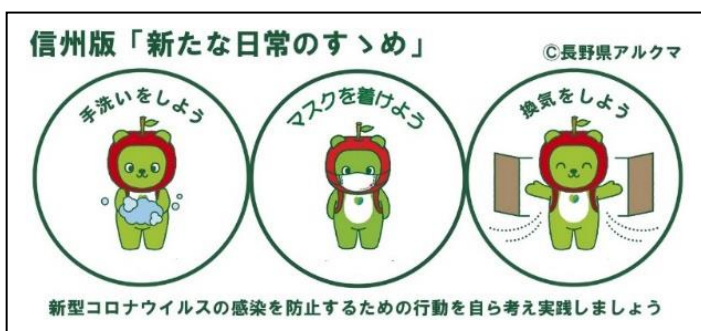 信州版「新たな日常のすゝめ」
©長野県アルクマ
手洗いをしよう
マスクを着けよう
換気をしよう
新型コロナウイルスの感染を防止するための行動を自ら考え実践しましょう